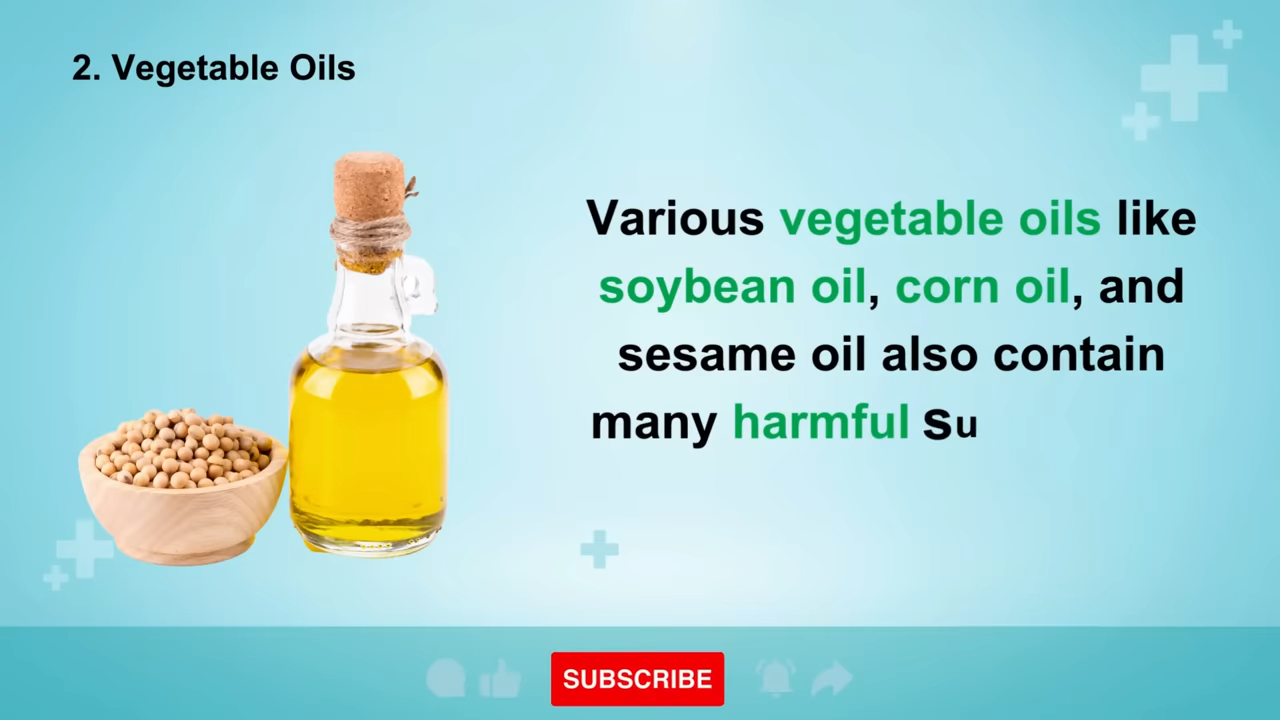 2. Vegetable Oils
Various vegetable oils like
soybean oil, corn oil, and
sesame oil also contain
many harmful su
SUBSCRIBE